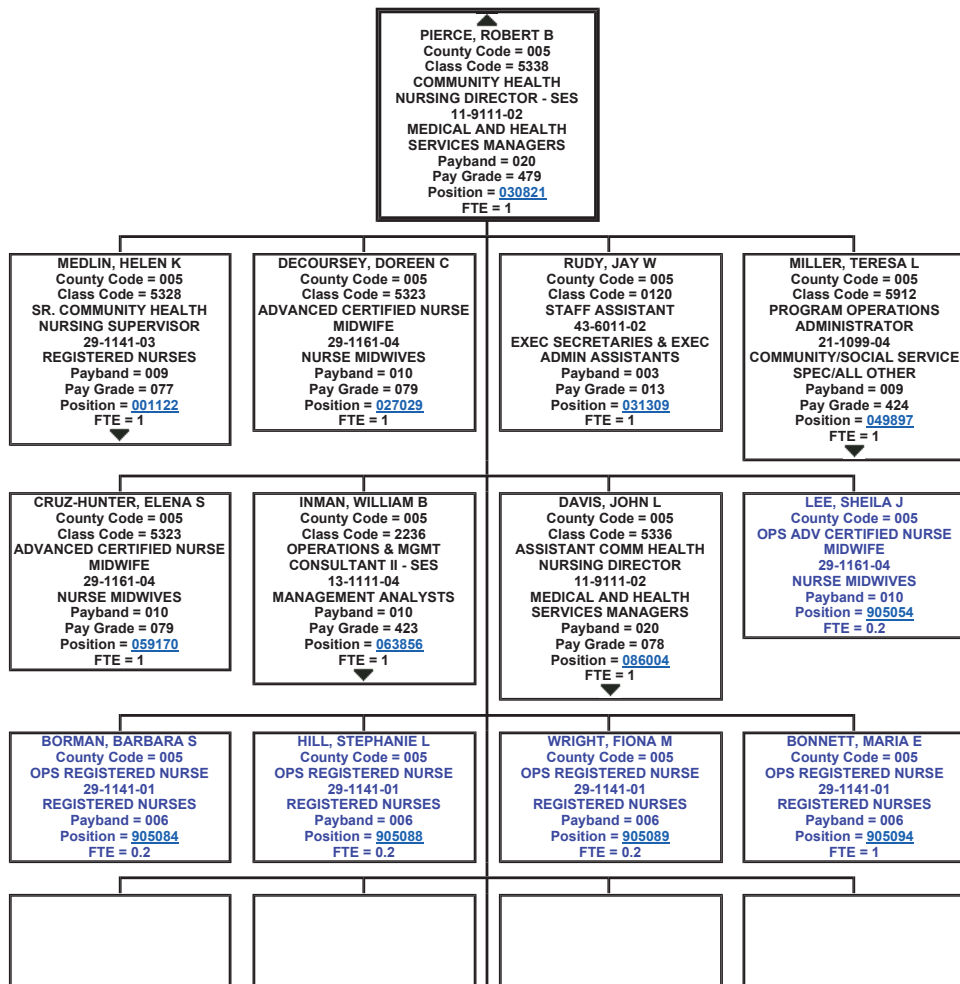 PIERCE, ROBERT B
County Code = 005
Class Code = 5338
COMMUNITY HEALTH
NURSING DIRECTOR - SES
11-9111-02
MEDICAL AND HEALTH
SERVICES MANAGERS
Payband = 020
Pay Grade = 479
Position = 030821
FTE = 1
MEDLIN, HELEN K
County Code = 005
Class Code = 5328
SR. COMMUNITY HEALTH
NURSING SUPERVISOR
29-1141-03
REGISTERED NURSES
Payband = 009
Pay Grade = 077
Position = 001122
FTE = 1
DECOURSEY, DOREEN C
County Code = 005
Class Code = 5323
ADVANCED CERTIFIED NURSE
MIDWIFE
29-1161-04
NURSE MIDWIVES
Payband = 010
Pay Grade = 079
Position = 027029
FTE = 1
RUDY, JAY W
County Code = 005
Class Code = 0120
STAFF ASSISTANT
43-6011-02
EXEC SECRETARIES & EXEC
ADMIN ASSISTANTS
Payband = 003
Pay Grade = 013
Position = 031309
FTE = 1
MILLER, TERESA L
County Code = 005
Class Code = 5912
PROGRAM OPERATIONS
ADMINISTRATOR
21-1099-04
COMMUNITY/SOCIAL SERVICE
SPEC/ALL OTHER
Payband = 009
Pay Grade = 424
Position = 049897
FTE = 1
CRUZ-HUNTER, ELENA S
County Code = 005
Class Code = 5323
ADVANCED CERTIFIED NURSE
MIDWIFE
29-1161-04
NURSE MIDWIVES
Payband = 010
Pay Grade = 079
Position = 059170
FTE = 1
INMAN, WILLIAM B
County Code = 005
Class Code = 2236
OPERATIONS & MGMT
CONSULTANT II - SES
13-1111-04
MANAGEMENT ANALYSTS
Payband = 010
Pay Grade = 423
Position = 063856
FTE = 1
DAVIS, JOHN L
County Code = 005
Class Code = 5336
ASSISTANT COMM HEALTH
NURSING DIRECTOR
11-9111-02
MEDICAL AND HEALTH
SERVICES MANAGERS
Payband = 020
Pay Grade = 078
Position = 086004
FTE = 1
LEE, SHEILA J
County Code = 005
OPS ADV CERTIFIED NURSE
MIDWIFE
29-1161-04
NURSE MIDWIVES
Payband = 010
Position = 905054
FTE = 0.2
BORMAN, BARBARA S
County Code = 005
OPS REGISTERED NURSE
29-1141-01
REGISTERED NURSES
Payband = 006
Position = 905084
FTE = 0.2
HILL, STEPHANIE L
County Code = 005
OPS REGISTERED NURSE
29-1141-01
REGISTERED NURSES
Payband = 006
Position = 905088
FTE = 0.2
WRIGHT, FIONA M
County Code = 005
OPS REGISTERED NURSE
29-1141-01
REGISTERED NURSES
Payband = 006
Position = 905089
FTE = 0.2
BONNETT, MARIA E
County Code = 005
OPS REGISTERED NURSE
29-1141-01
REGISTERED NURSES
Payband = 006
Position = 905094
FTE = 1